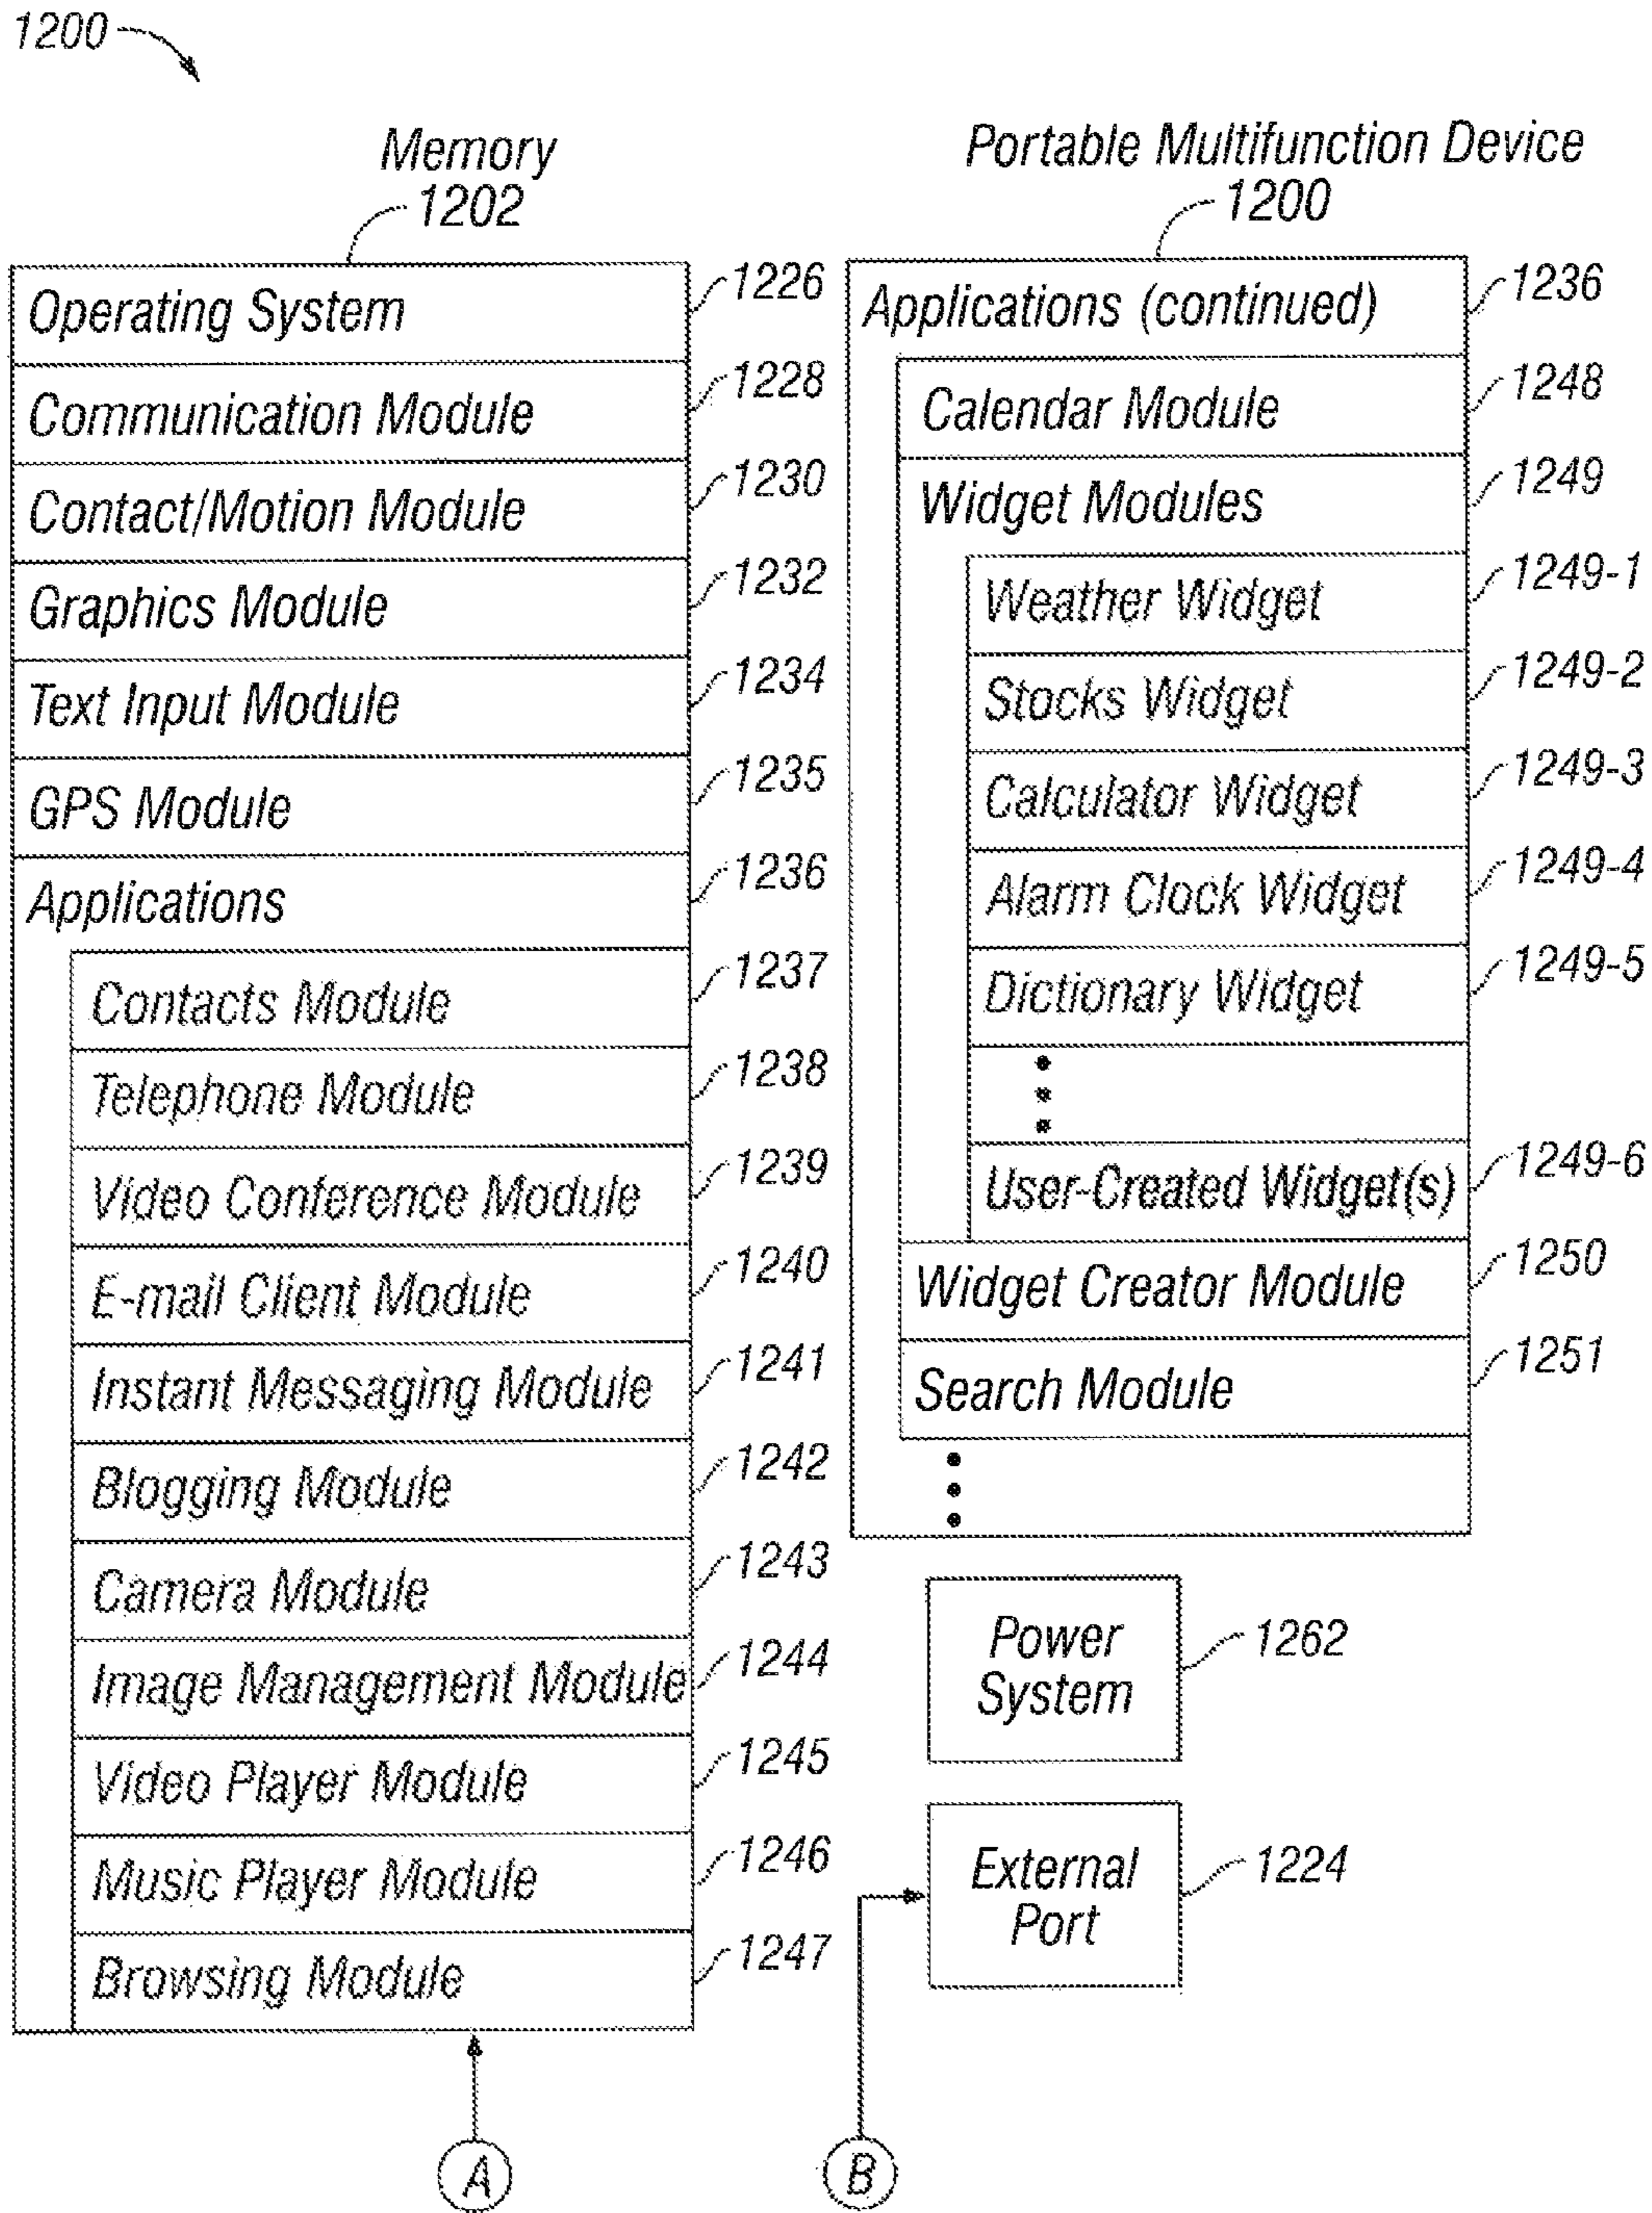 1200
Memory
1202
Operating System 1226
Communication Module 1228
Contact/Motion Module 1230
Graphics Module 1232
Text Input Module 1234
GPS Module 1235
Applications 1236
Contacts Module 1237
Telephone Module 1238
Video Conference Module 1239
E-mail Client Module 1240
Instant Messaging Module 1241
Blogging Module 1242
Camera Module 1243
Image Management Module 1244
Video Player Module 1245
Music Player Module 1246
Browsing Module 1247
A
Portable Multifunction Device
1200
Applications (continued) 1236
Calendar Module 1248
Widget Modules 1249
Weather Widget 1249-1
Stocks Widget 1249-2
Calculator Widget 1249-3
Alarm Clock Widget 1249-4
Dictionary Widget 1249-5
User-Created Widget(s) 1249-6
Widget Creator Module 1250
Search Module 1251
Power 1262
System
External 1224
Port
B